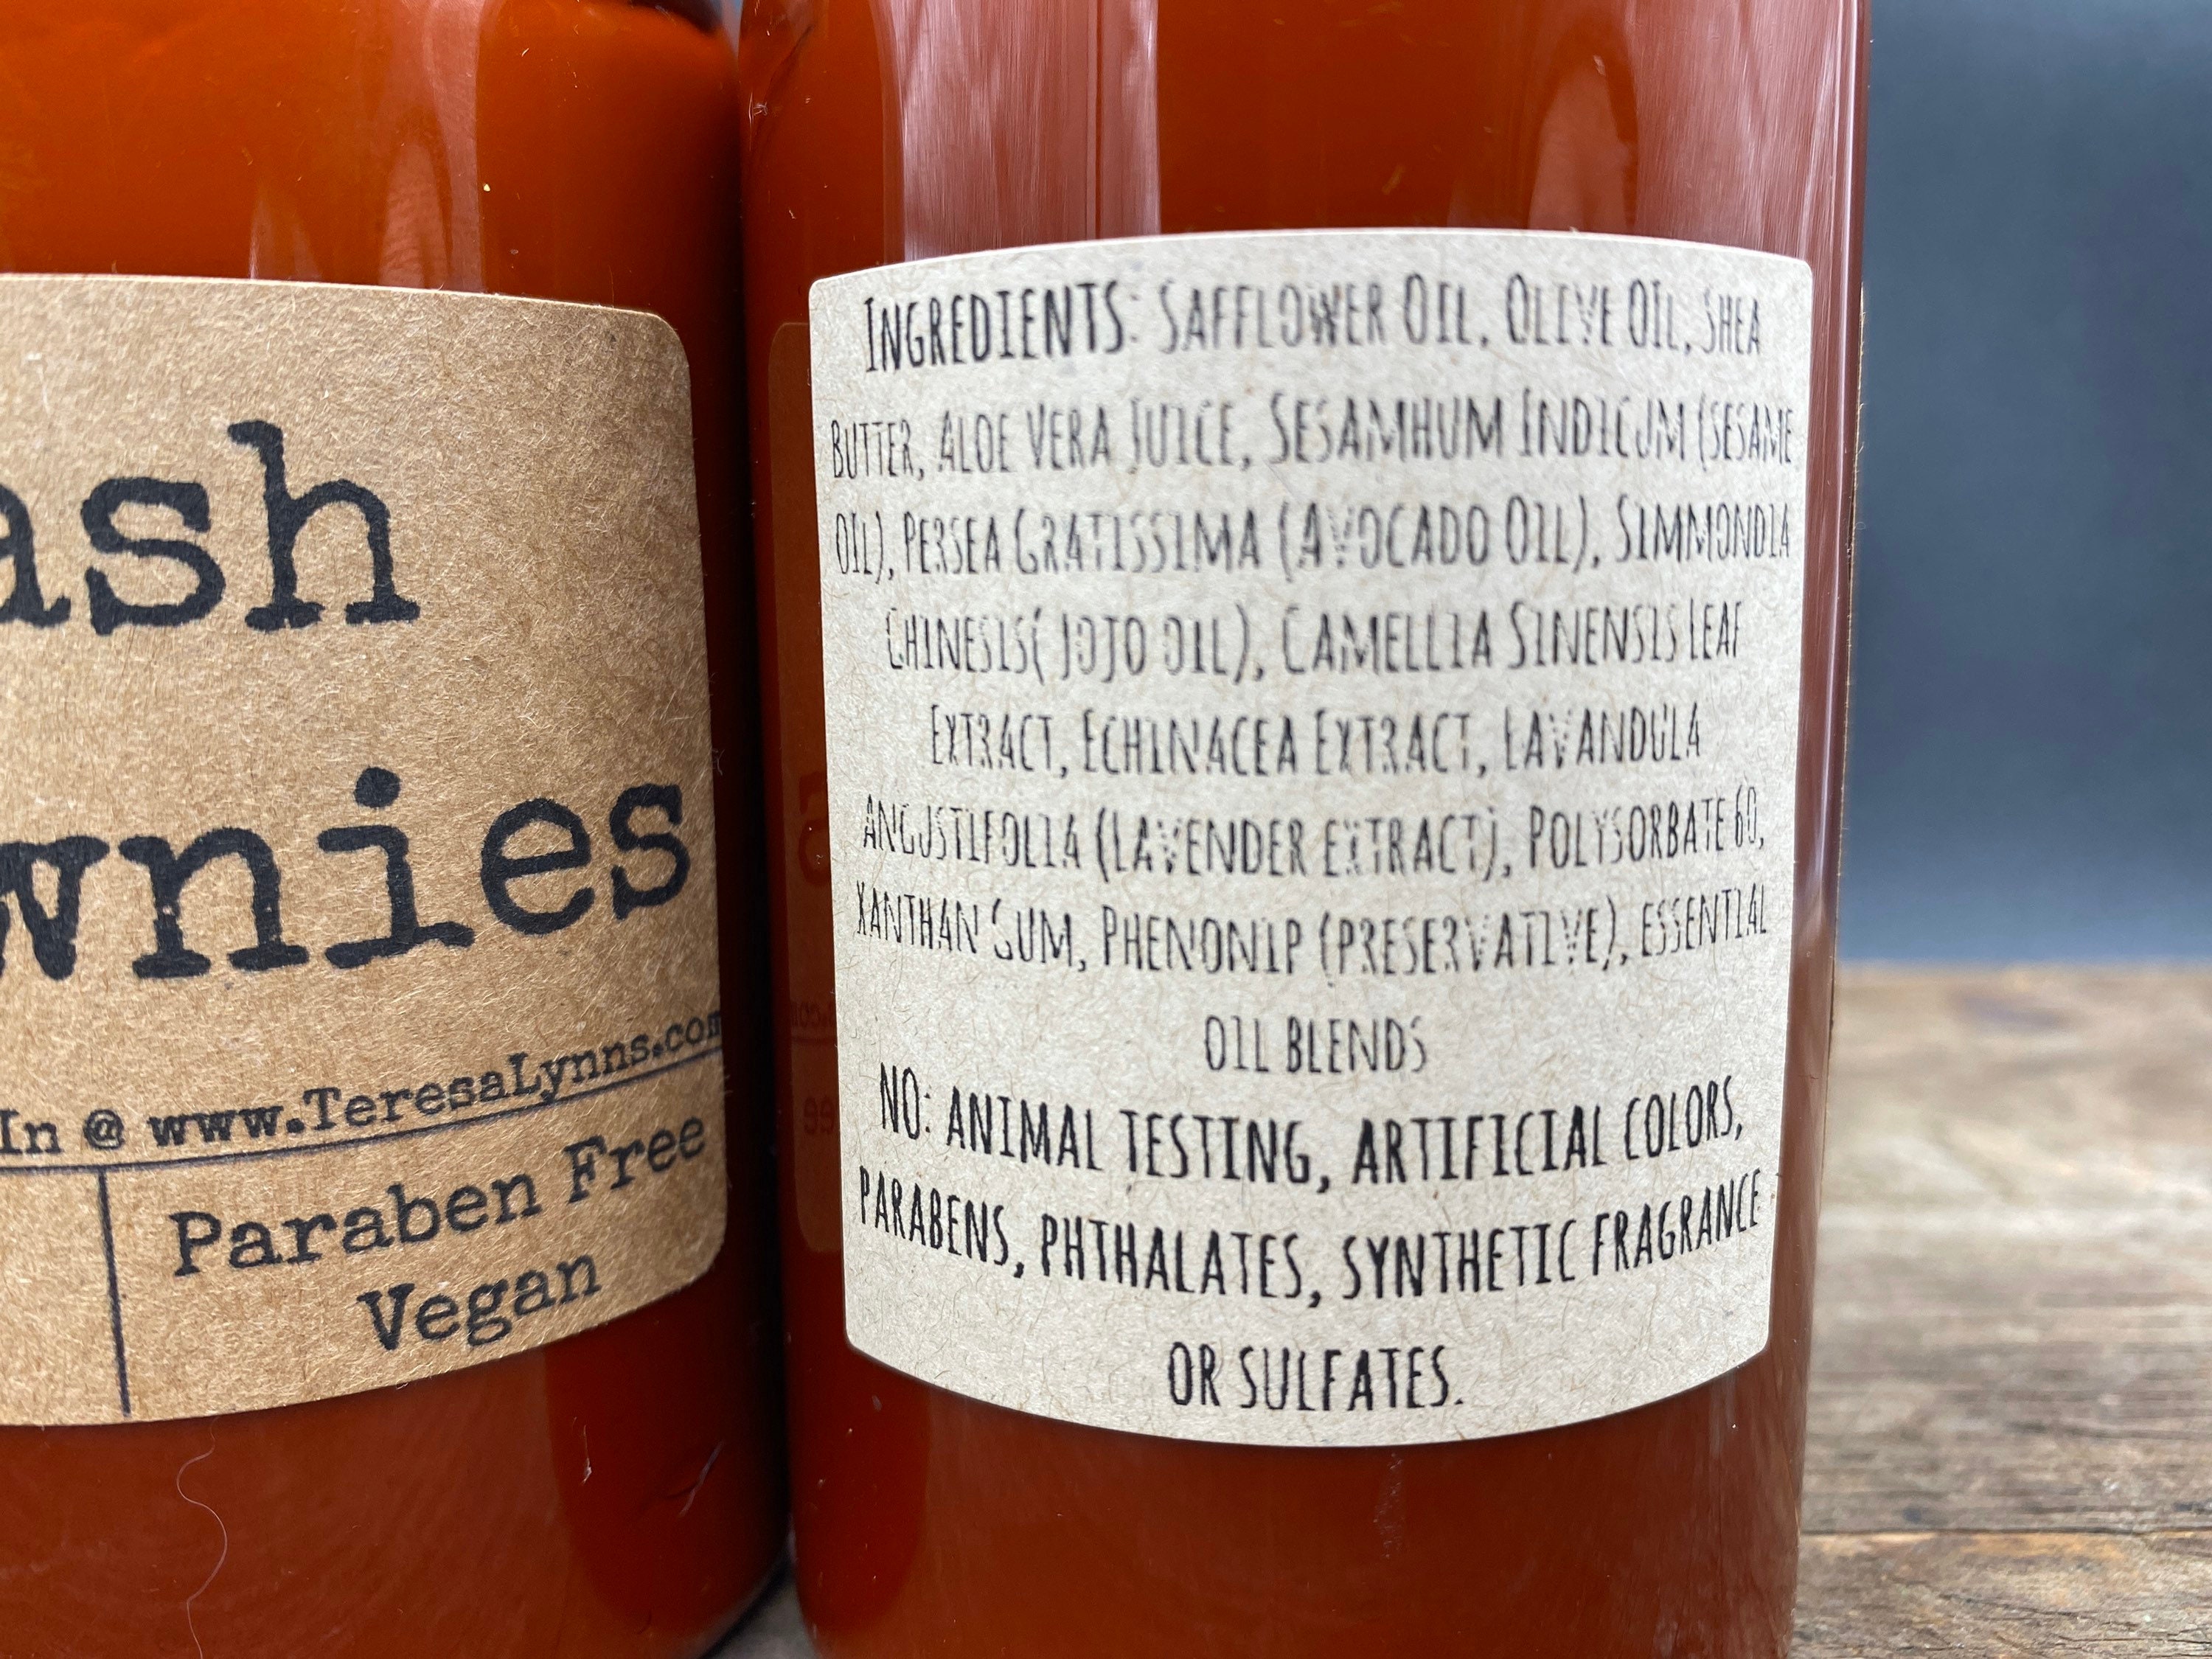 ash
wnies
In @ www.TeresaLynns.com
Paraben Free
Vegan
INGREDIENTS: SAFFLOWER OIL, OLIVE OIL, SHEA
BUTTER, ALOE VERA JUICE, SESAMHUM INDICUM (SESAME
OIL), PERSEA GRATISSIMA (AVOCADO OIL), SIMMONDIA
CHINESIS( JOJO OIL), CAMELLIA SINENSIS LEAF
EXTRACT, ECHINACEA EXTRACT, LAVANDULA
ANGUSTIFOLIA (LAVENDER EXTRACT), POLYSORBATE 60,
XANTHAN GUM, PHENONIP (PRESERVATIVE), ESSENTIAL
OIL BLENDS
NO: ANIMAL TESTING, ARTIFICIAL COLORS,
PARABENS, PHTHALATES, SYNTHETIC FRAGRANCE
OR SULFATES.